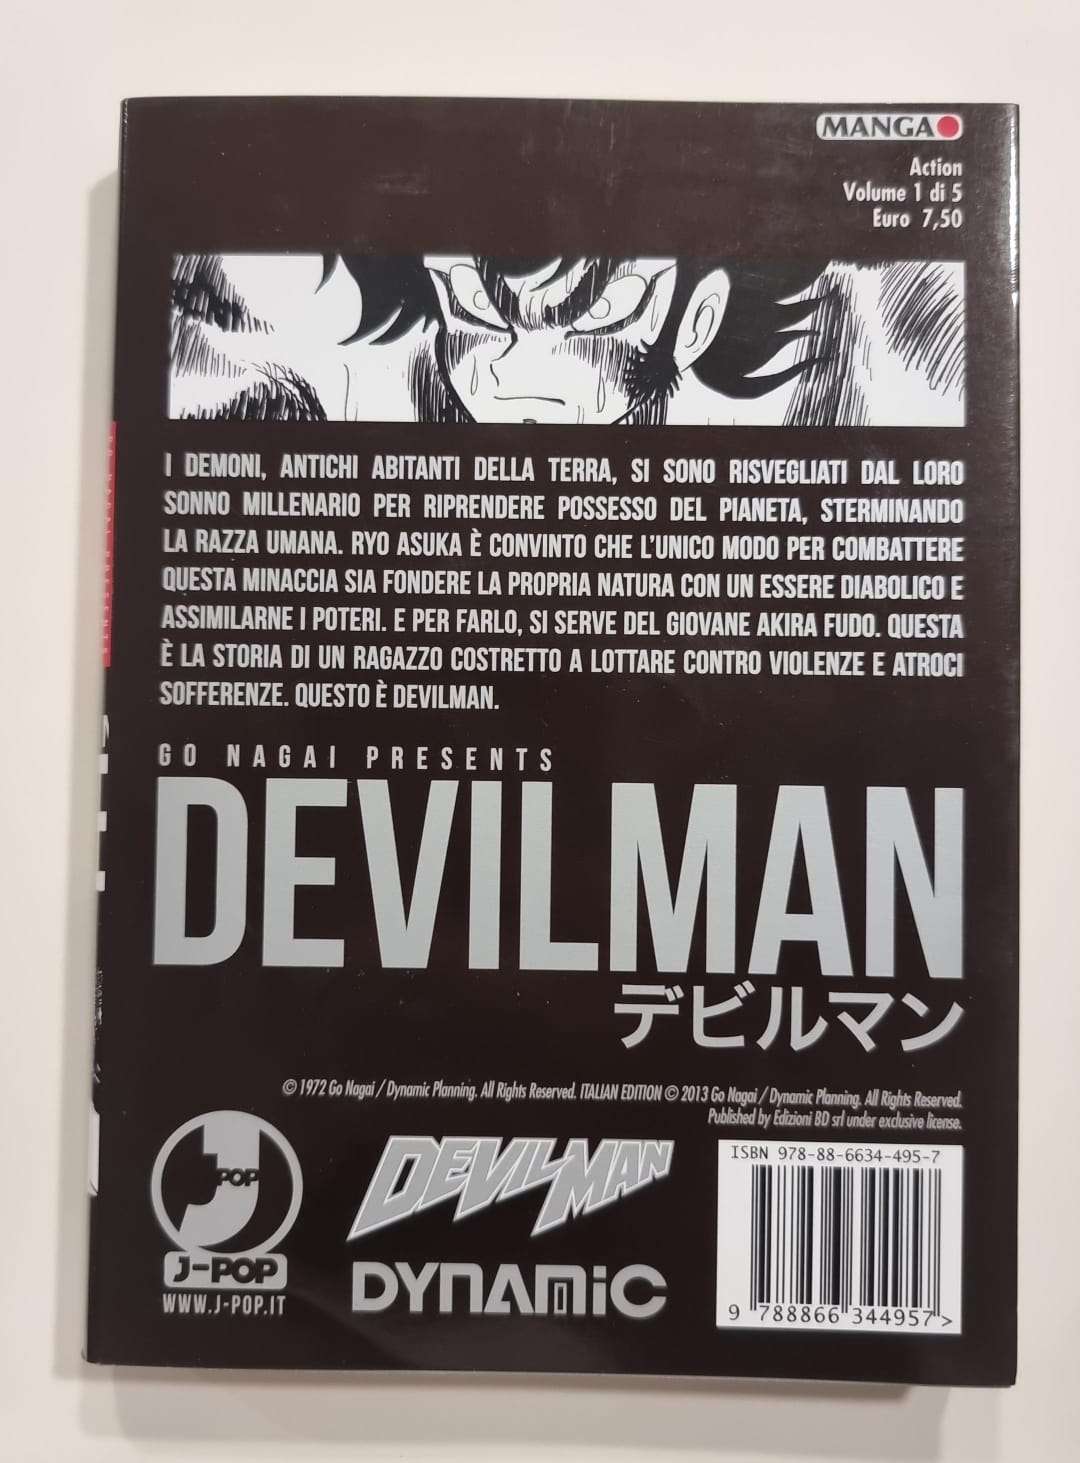 MANGA
Action
Volume 1 di 5
Euro 7,50
I DEMONI, ANTICHI ABITANTI DELLA TERRA, SI SONO RISVEGLIATI DAL LORO
SONNO MILLENARIO PER RIPRENDERE POSSESSO DEL PIANETA, STERMINANDO
LA RAZZA UMANA. RYO ASUKA È CONVINTO CHE L'UNICO MODO PER COMBATTERE
QUESTA MINACCIA SIA FONDERE LA PROPRIA NATURA CON UN ESSERE DIABOLICO E
ASSIMILARNE I POTERI. E PER FARLO, SI SERVE DEL GIOVANE AKIRA FUDO. QUESTA
È LA STORIA DI UN RAGAZZO COSTRETTO A LOTTARE CONTRO VIOLENZE E ATROCI
SOFFERENZE. QUESTO È DEVILMAN.
GO NAGAI PRESENTS
DEVILMAN
デビルマン
© 1972 Go Nagai / Dynamic Planning. All Rights Reserved. ITALIAN EDITION © 2013 Go Nagai / Dynamic Planning. All Rights Reserved.
Published by Edizioni BD srl under exclusive license.
J POP
J-POP
WWW.J-POP.IT
DEVILMAN
DYNAMIC
ISBN 978-88-6634-495-7
9 788866 344957 >